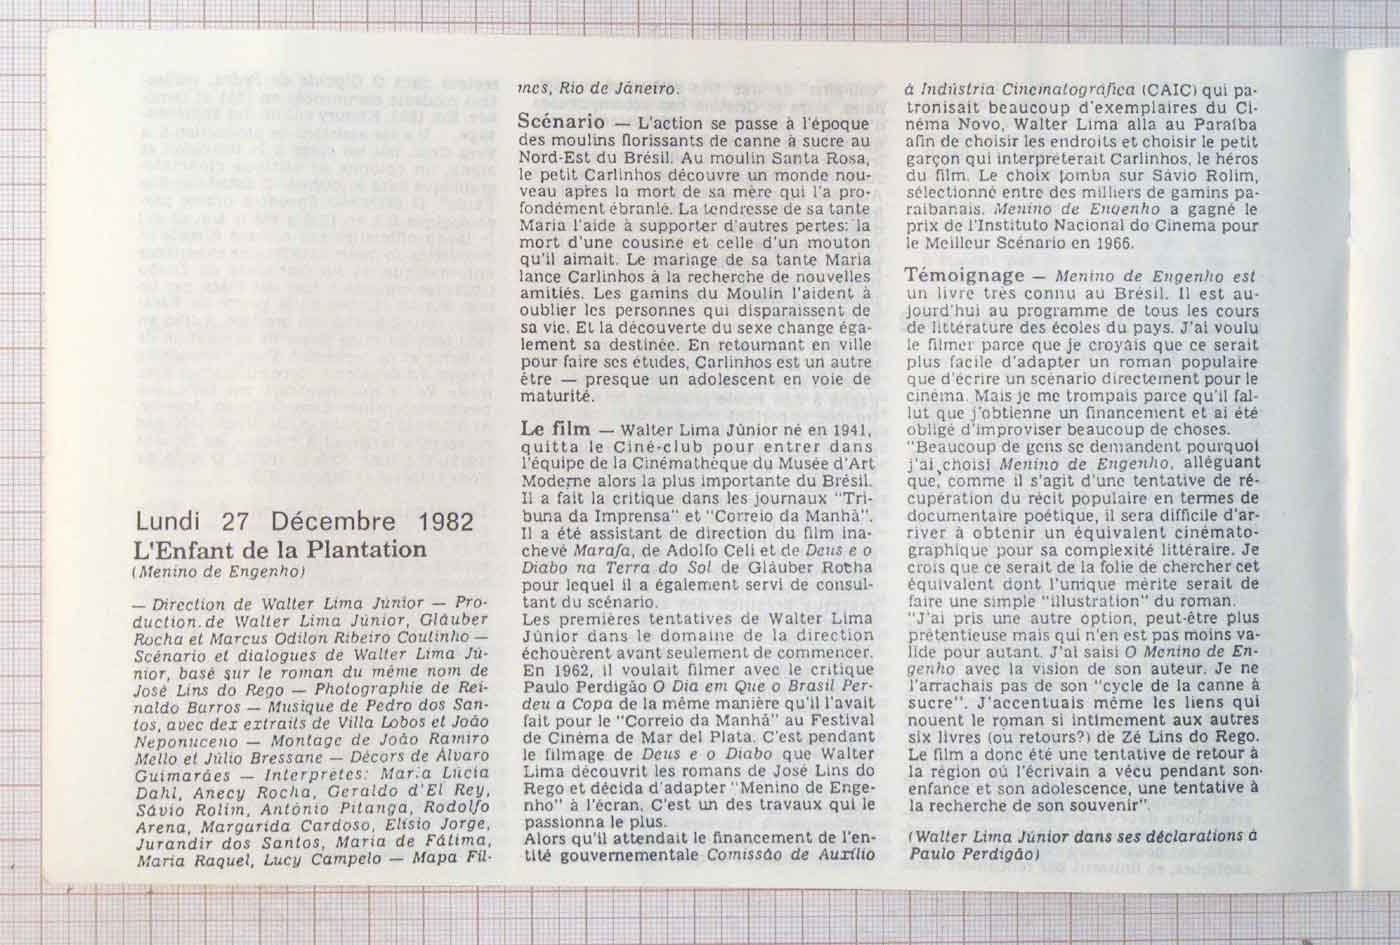 Lundi 27 Décembre 1982
L'Enfant de la Plantation
(Menino de Engenho)
— Direction de Walter Lima Júnior — Pro-
duction de Walter Lima Júnior, Gláuber
Rocha et Marcus Odilon Ribeiro Coutinho —
Scénario et dialogues de Walter Lima Jú-
nior, basé sur le roman du même nom de
José Lins do Rego — Photographie de Rei-
naldo Barros — Musique de Pedro dos San-
tos, avec dex extraits de Villa Lobos et João
Neponuceno — Montage de João Ramiro
Mello et Júlio Bressane — Décors de Álvaro
Guimarães — Interprètes: Maria Lúcia
Dahl, Anecy Rocha, Geraldo d'El Rey,
Sávio Rolim, Antônio Pitanga, Rodolfo
Arena, Margarida Cardoso, Elísio Jorge,
Jurandir dos Santos, Maria de Fátima,
Maria Raquel, Lucy Campelo — Mapa Fil-
mes, Rio de Janeiro.
Scénario — L'action se passe à l'époque
des moulins florissants de canne à sucre au
Nord-Est du Brésil. Au moulin Santa Rosa,
le petit Carlinhos découvre un monde nou-
veau après la mort de sa mère qui l'a pro-
fondément ébranlé. La tendresse de sa tante
Maria l'aide à supporter d'autres pertes: la
mort d'une cousine et celle d'un mouton
qu'il aimait. Le mariage de sa tante Maria
lance Carlinhos à la recherche de nouvelles
amitiés. Les gamins du Moulin l'aident à
oublier les personnes qui disparaissent de
sa vie. Et la découverte du sexe change éga-
lement sa destinée. En retournant en ville
pour faire ses études, Carlinhos est un autre
être — presque un adolescent en voie de
maturité.
Le film — Walter Lima Júnior né en 1941,
quitta le Ciné-club pour entrer dans
l'équipe de la Cinémathèque du Musée d'Art
Moderne alors la plus importante du Brésil.
Il a fait la critique dans les journaux "Tri-
buna da Imprensa" et "Correio da Manhã".
Il a été assistant de direction du film ina-
chevé Marafa, de Adolfo Celi et de Deus e o
Diabo na Terra do Sol de Gláuber Rotha
pour lequel il a également servi de consul-
tant du scénario.
Les premières tentatives de Walter Lima
Júnior dans le domaine de la direction
échouèrent avant seulement de commencer.
En 1962, il voulait filmer avec le critique
Paulo Perdigão O Dia em Que o Brasil Per-
deu a Copa de la même manière qu'il l'avait
fait pour le "Correio da Manhã" au Festival
de Cinéma de Mar del Plata. C'est pendant
le filmage de Deus e o Diabo que Walter
Lima découvrit les romans de José Lins do
Rego et décida d'adapter "Menino de Enge-
nho" à l'écran. C'est un des travaux qui le
passionna le plus.
Alors qu'il attendait le financement de l'en-
tité gouvernementale Comissão de Auxílio
à Indústria Cinematográfica (CAIC) qui pa-
tronisait beaucoup d'exemplaires du Ci-
néma Novo, Walter Lima alla au Paraíba
afin de choisir les endroits et choisir le petit
garçon qui interpréterait Carlinhos, le héros
du film. Le choix tomba sur Sávio Rolim,
sélectionné entre des milliers de gamins pa-
raibanais. Menino de Engenho a gagné le
prix de l'Instituto Nacional do Cinema pour
le Meilleur Scénario en 1966.
Témoignage — Menino de Engenho est
un livre très connu au Brésil. Il est au-
jourd'hui au programme de tous les cours
de littérature des écoles du pays. J'ai voulu
le filmer parce que je croyais que ce serait
plus facile d'adapter un roman populaire
que d'écrire un scénario directement pour le
cinéma. Mais je me trompais parce qu'il fal-
lut que j'obtienne un financement et ai été
obligé d'improviser beaucoup de choses.
"Beaucoup de gens se demandent pourquoi
j'ai choisi Menino de Engenho, alléguant
que, comme il s'agit d'une tentative de ré-
cupération du récit populaire en termes de
documentaire poétique, il sera difficile d'ar-
river à obtenir un équivalent cinémato-
graphique pour sa complexité littéraire. Je
crois que ce serait de la folie de chercher cet
équivalent dont l'unique mérite serait de
faire une simple "illustration" du roman.
"J'ai pris une autre option, peut-être plus
prétentieuse mais qui n'en est pas moins va-
lide pour autant. J'ai saisi O Menino de En-
genho avec la vision de son auteur. Je ne
l'arrachais pas de son "cycle de la canne à
sucre". J'accentuais même les liens qui
nouent le roman si intimement aux autres
six livres (ou retours?) de Zé Lins do Rego.
Le film a donc été une tentative de retour à
la région où l'écrivain a vécu pendant son
enfance et son adolescence, une tentative à
la recherche de son souvenir".
(Walter Lima Júnior dans ses déclarations à
Paulo Perdigão)